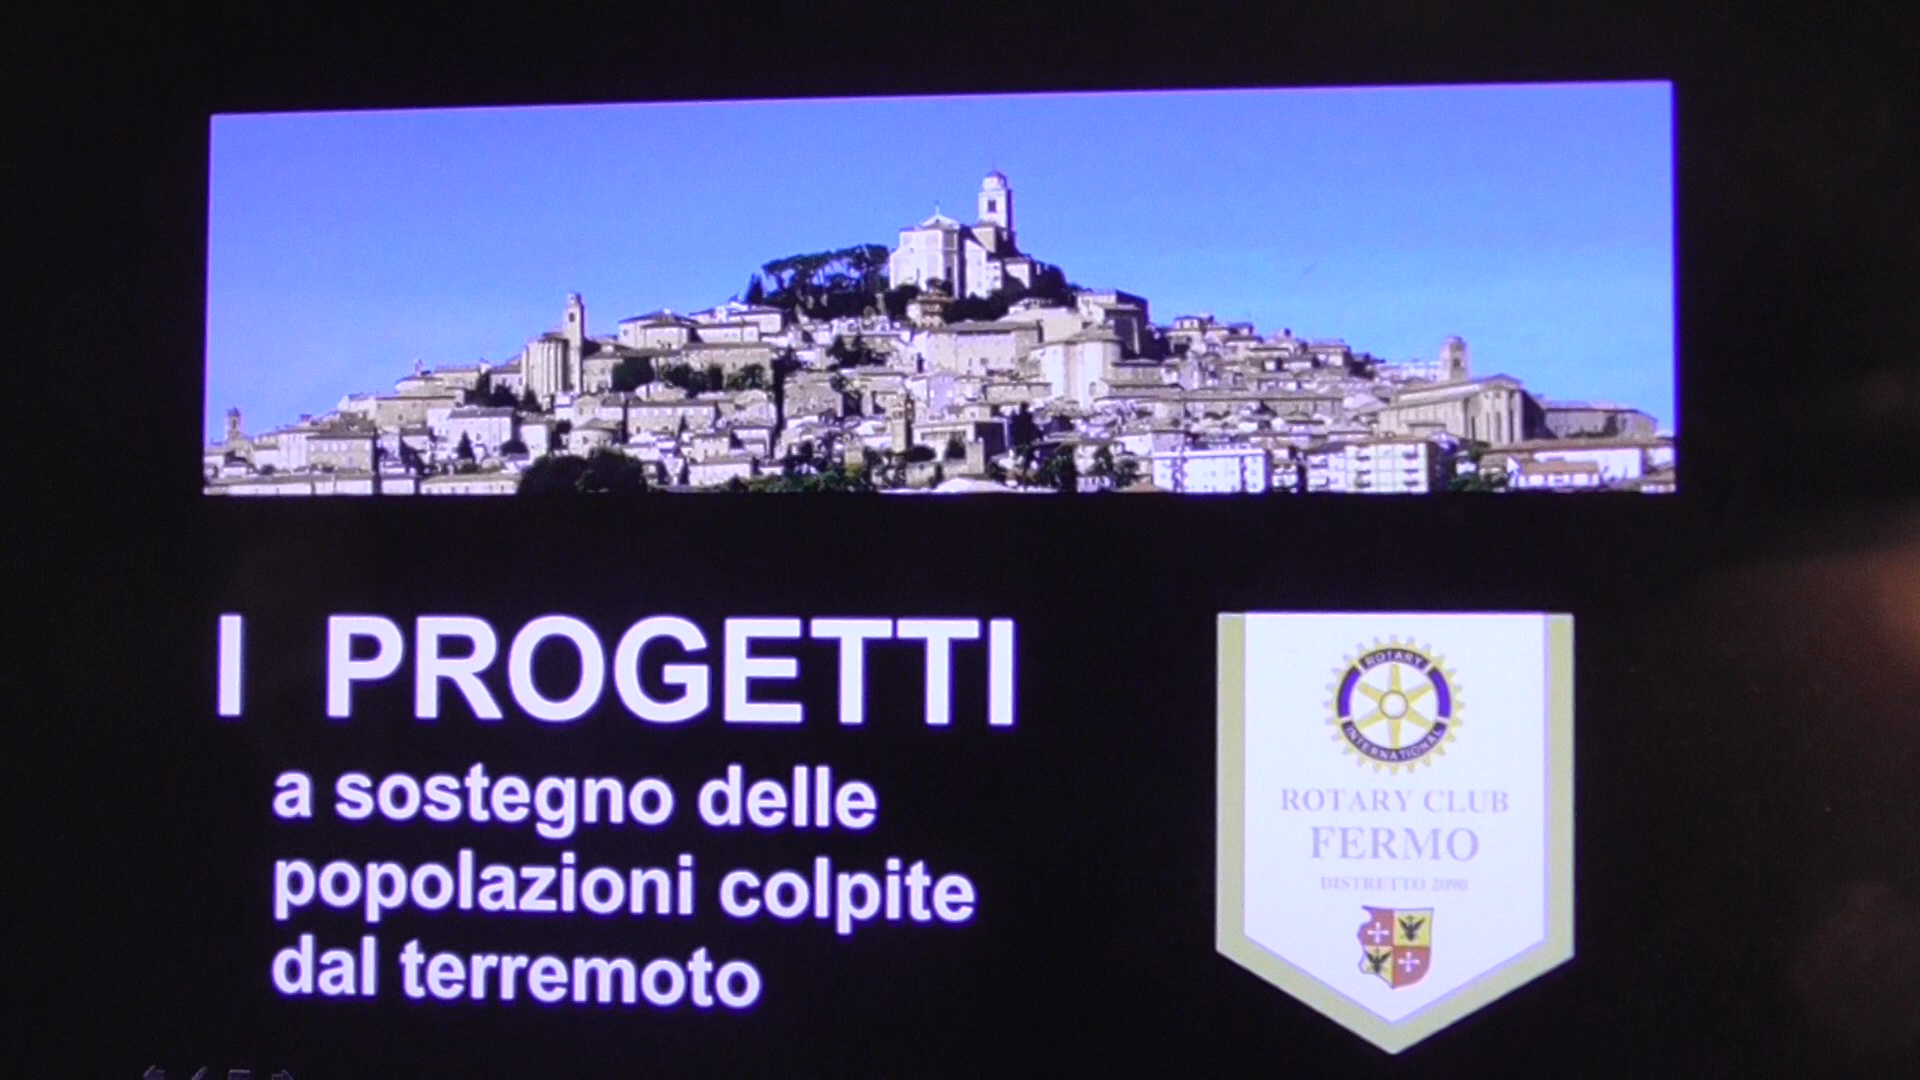 I PROGETTI
a sostegno delle
popolazioni colpite
dal terremoto
ROTARY
INTERNATIONAL
ROTARY CLUB
FERMO
DISTRETTO 2090